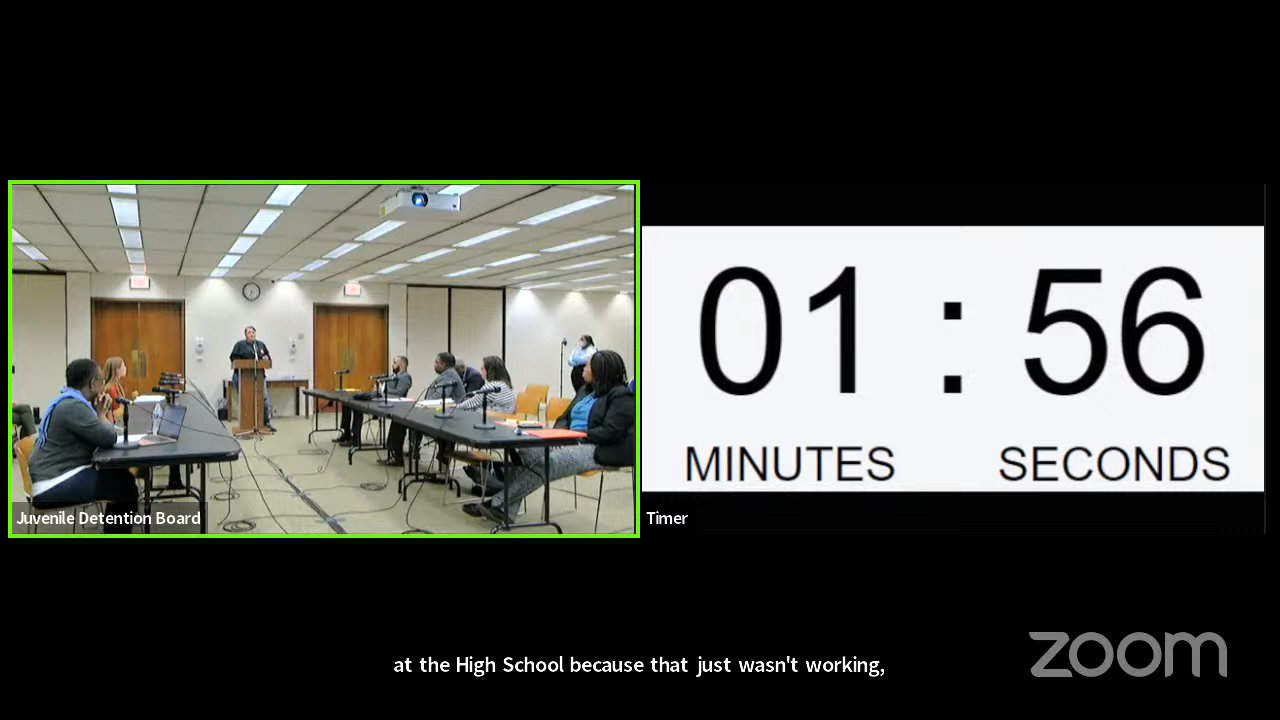 01 : 56
MINUTES SECONDS
Juvenile Detention Board
Timer
at the High School because that just wasn't working,
zoom